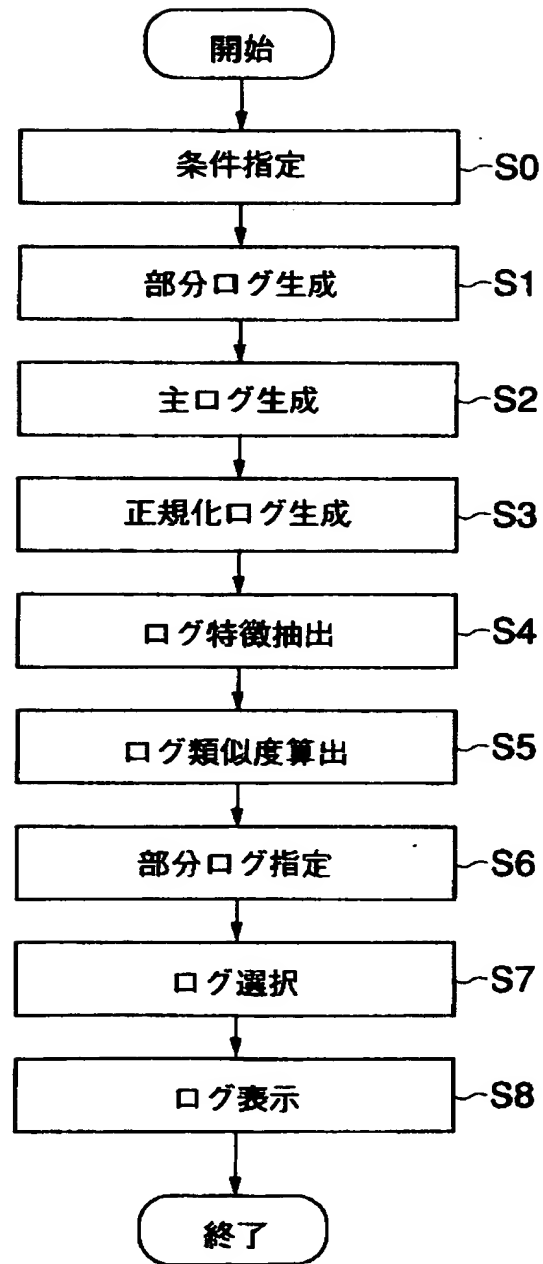 開始
条件指定 S0
部分ログ生成 S1
主ログ生成 S2
正規化ログ生成 S3
ログ特徴抽出 S4
ログ類似度算出 S5
部分ログ指定 S6
ログ選択 S7
ログ表示 S8
終了